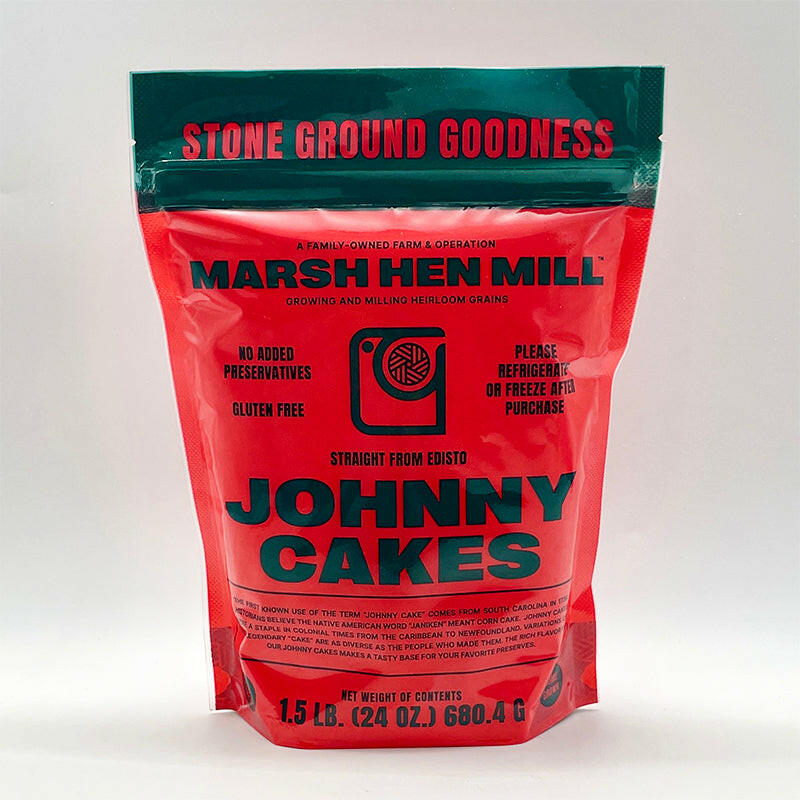 STONE GROUND GOODNESS
A FAMILY-OWNED FARM & OPERATION
MARSH HEN MILL™
GROWING AND MILLING HEIRLOOM GRAINS
NO ADDED
PRESERVATIVES
GLUTEN FREE
PLEASE
REFRIGERATE
OR FREEZE AFTER
PURCHASE
STRAIGHT FROM EDISTO
JOHNNY
CAKES
THE FIRST KNOWN USE OF THE TERM "JOHNNY CAKE" COMES FROM SOUTH CAROLINA IN
HISTORIANS BELIEVE THE NATIVE AMERICAN WORD "JANIKEN" MEANT CORN CAKE. JOHNNY CAKES
A STAPLE IN COLONIAL TIMES FROM THE CARIBBEAN TO NEWFOUNDLAND. VARIATIONS
LEGENDARY "CAKE" ARE AS DIVERSE AS THE PEOPLE WHO MADE THEM. THE RICH FLAVOR
OUR JOHNNY CAKES MAKES A TASTY BASE FOR YOUR FAVORITE PRESERVES.
NET WEIGHT OF CONTENTS
1.5 LB. (24 OZ.) 680.4 G